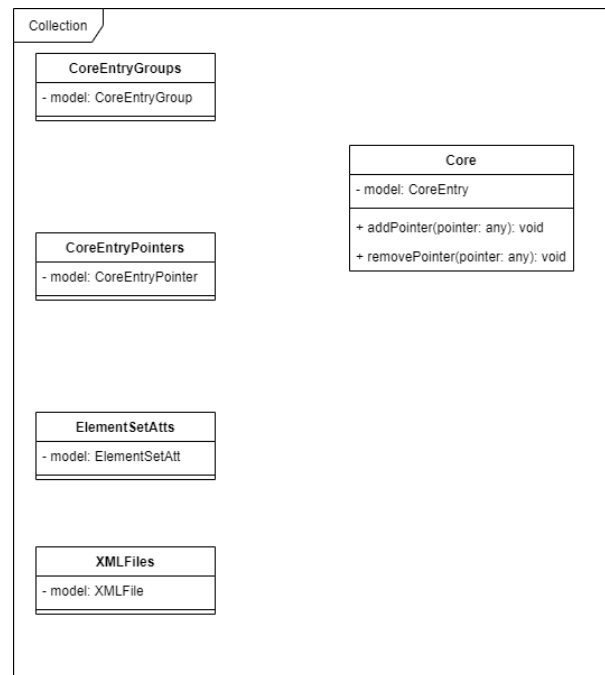 Collection
CoreEntryGroups
- model: CoreEntryGroup
Core
- model: CoreEntry
+ addPointer(pointer: any): void
+ removePointer(pointer: any): void
CoreEntryPointers
- model: CoreEntryPointer
ElementSetAtts
- model: ElementSetAtt
XMLFiles
- model: XMLFile